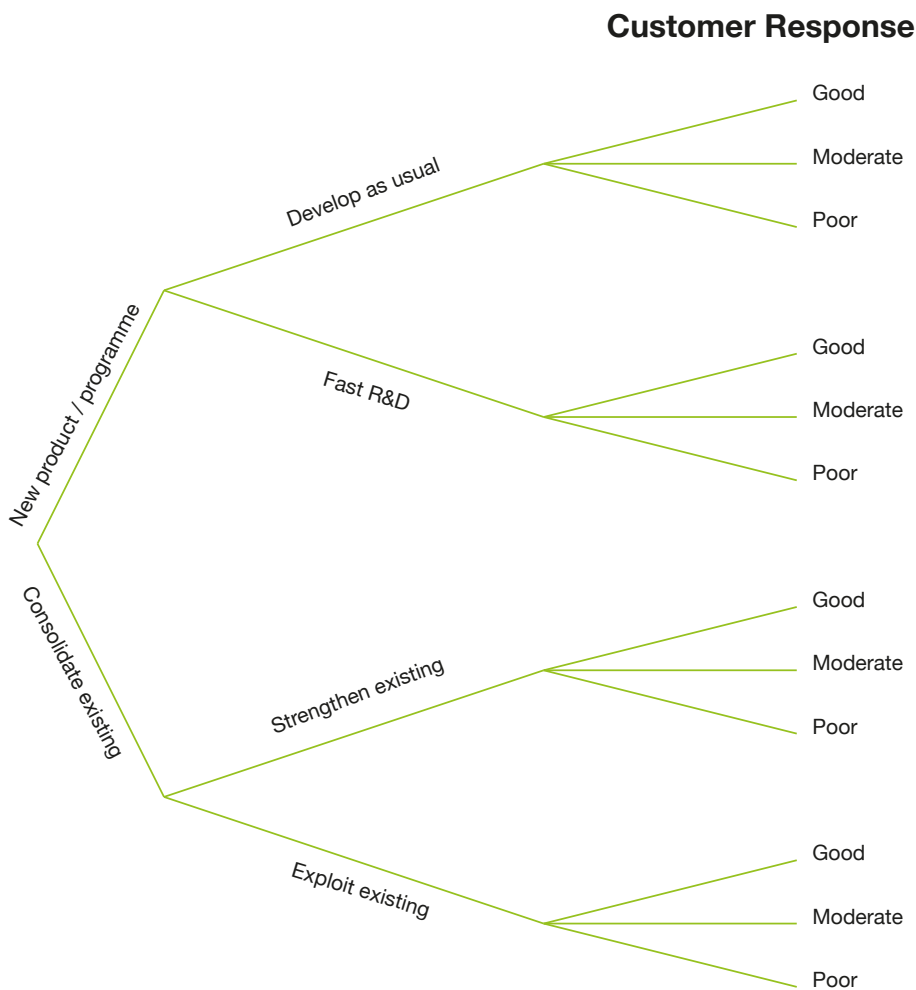 Customer Response
Good
Moderate
Poor
Develop as usual
New product / programme
Fast R&D
Good
Moderate
Poor
Consolidate existing
Strengthen existing
Good
Moderate
Poor
Exploit existing
Good
Moderate
Poor